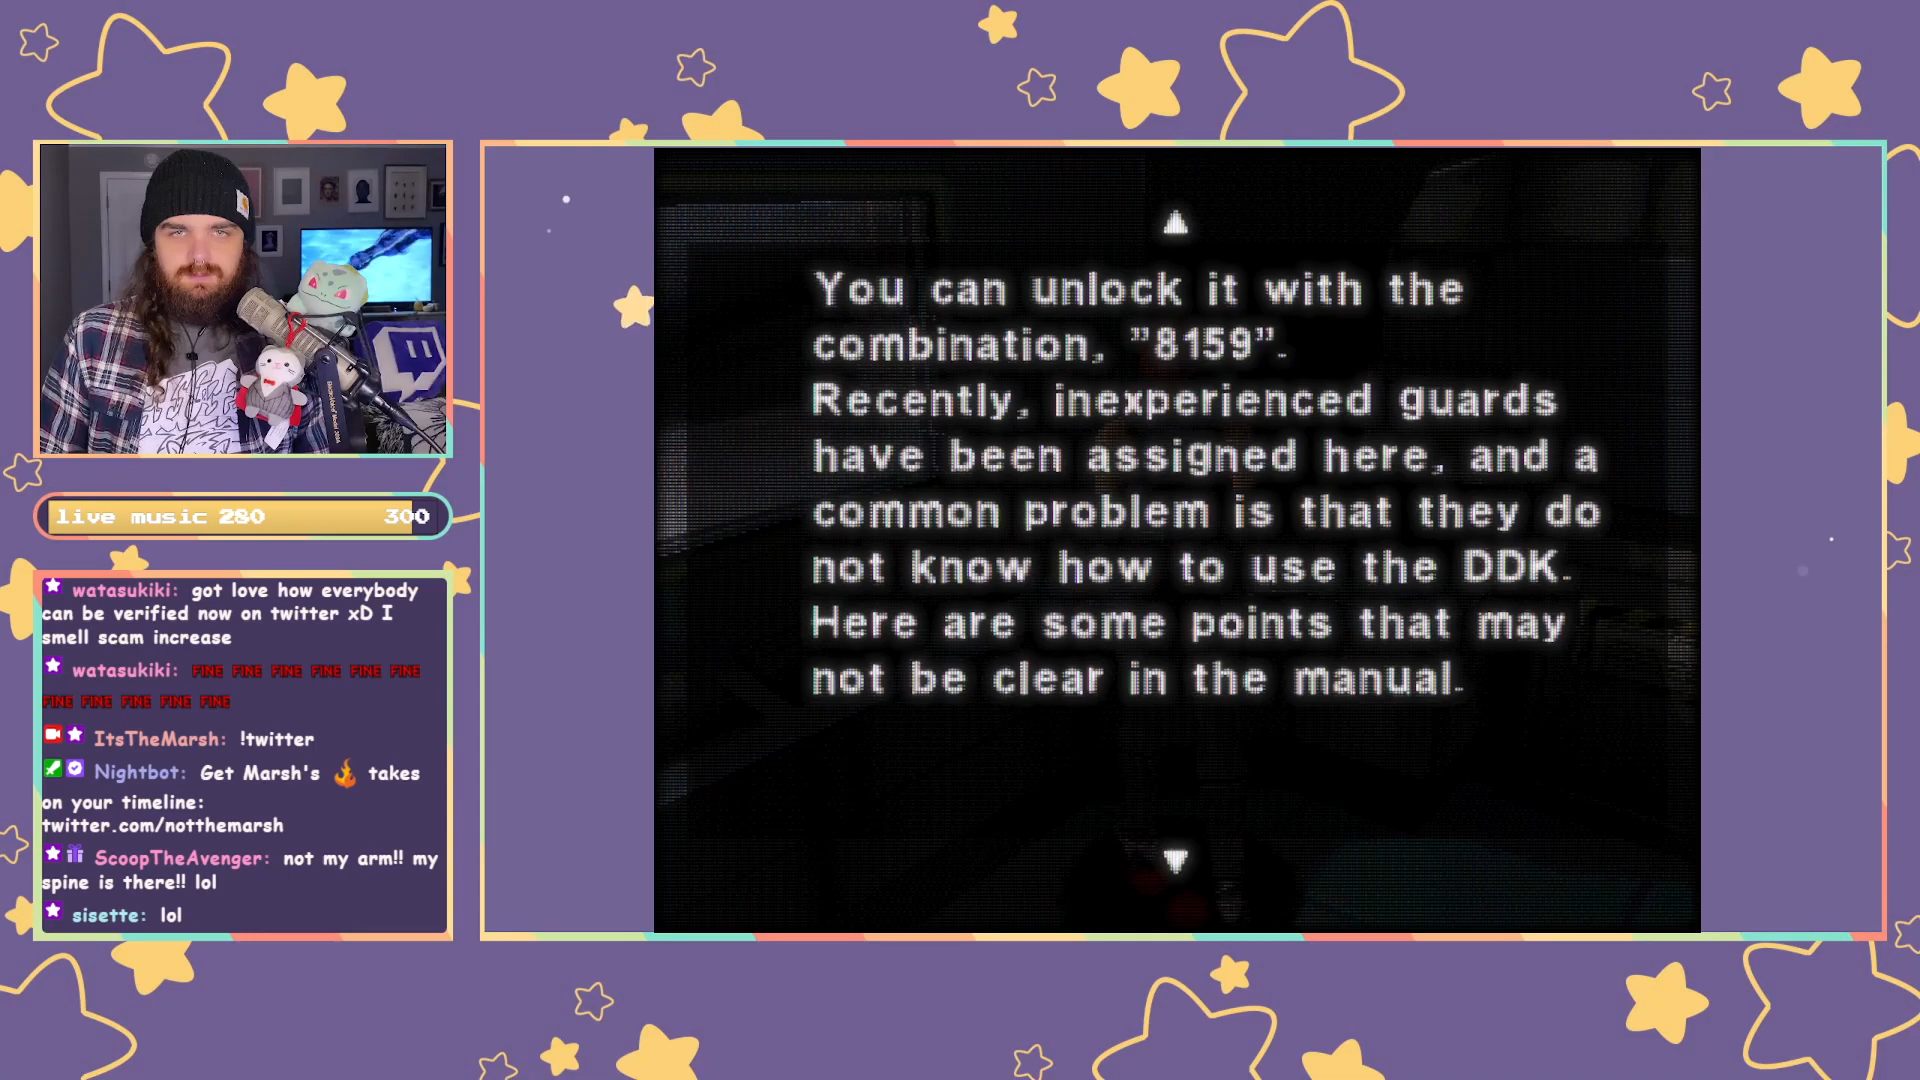 live music 280 300
watasukiki: got love how everybody
can be verified now on twitter xD I
smell scam increase
watasukiki: FINE FINE FINE FINE FINE FINE
FINE FINE FINE FINE FINE
ItsTheMarsh: !twitter
Nightbot: Get Marsh's takes
on your timeline:
twitter.com/notthemarsh
ScoopTheAvenger: not my arm!! my
spine is there!! lol
sisette: lol
You can unlock it with the
combination, "8159".
Recently, inexperienced guards
have been assigned here, and a
common problem is that they do
not know how to use the DDK.
Here are some points that may
not be clear in the manual.